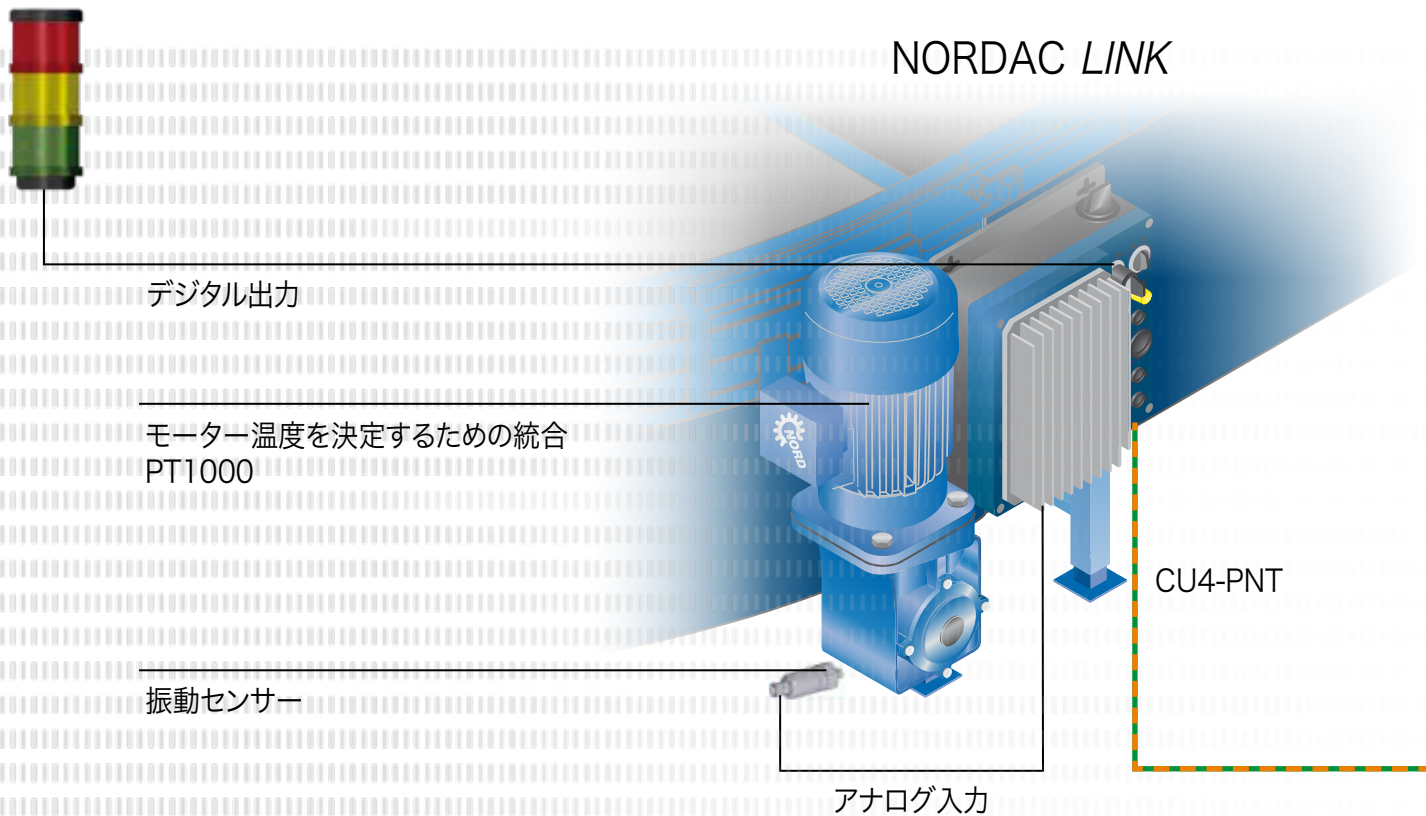 NORDAC LINK
デジタル出力
モーター温度を決定するための統合
PT1000
NORD
CU4-PNT
振動センサー
アナログ入力